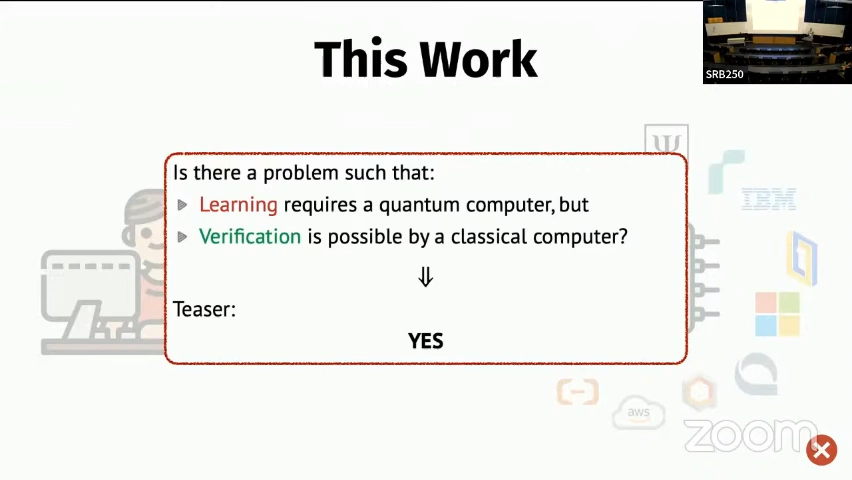 This Work
SRB250
Is there a problem such that:
Learning requires a quantum computer, but
Verification is possible by a classical computer?
⇓
Teaser:
YES
Ψ
IBM
aws
zoom